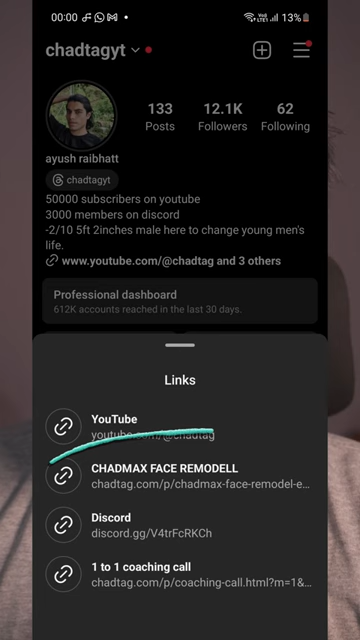 00:00
13%
chadtagyt
133
12.1K
62
Posts
Followers
Following
ayush raibhatt
chadtagyt
50000 subscribers on youtube
3000 members on discord
-2/10 5ft 2inches male here to change young men's
life.
www.youtube.com/@chadtag and 3 others
Professional dashboard
612K accounts reached in the last 30 days.
Links
YouTube
youtube.com/@chadtag
CHADMAX FACE REMODELL
chadtag.com/p/chadmax-face-remodel-e...
Discord
discord.gg/V4trFcRKCh
1 to 1 coaching call
chadtag.com/p/coaching-call.html?m=1&...